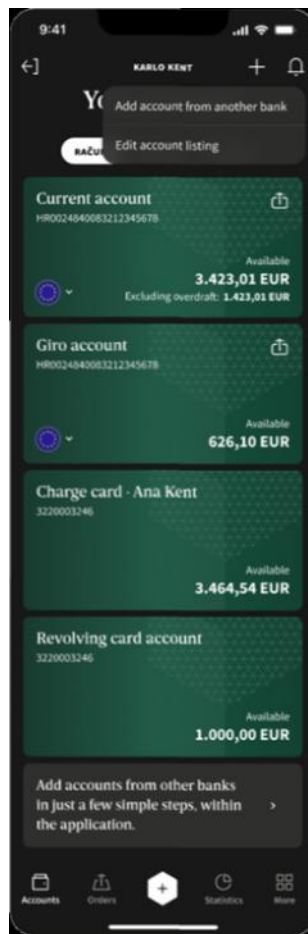 9:41
KARLO KENT
Yo
Add account from another bank
RAČU
Edit account listing
Current account
HR0024840083212345678
Available
3.423,01 EUR
Excluding overdraft: 1.423,01 EUR
Giro account
HR0024840083212345678
Available
626,10 EUR
Charge card - Ana Kent
3220003246
Available
3.464,54 EUR
Revolving card account
3220003246
Available
1.000,00 EUR
Add accounts from other banks
in just a few simple steps, within
the application.
Accounts
Orders
Statistics
More